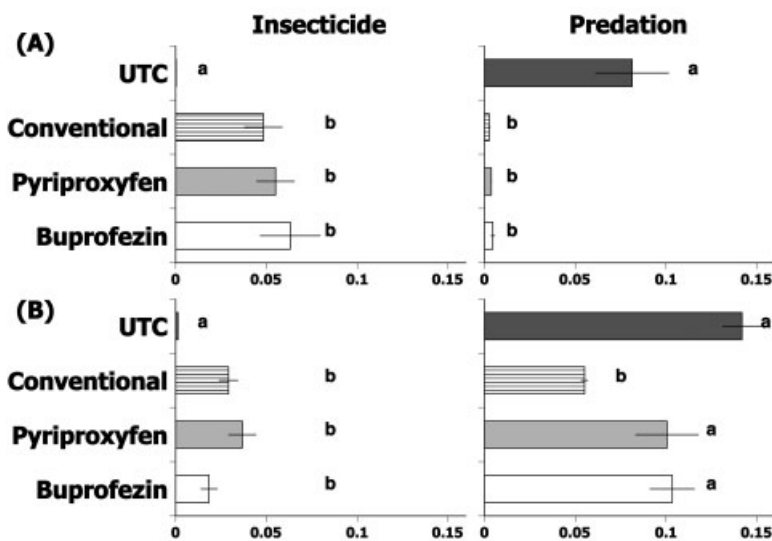 Insecticide Predation
(A)
UTC a a
Conventional b b
Pyriproxyfen b b
Buprofezin b b
0 0.05 0.1 0.15 0 0.05 0.1 0.15
(B)
UTC a a
Conventional b b
Pyriproxyfen b a
Buprofezin b a
0 0.05 0.1 0.15 0 0.05 0.1 0.15